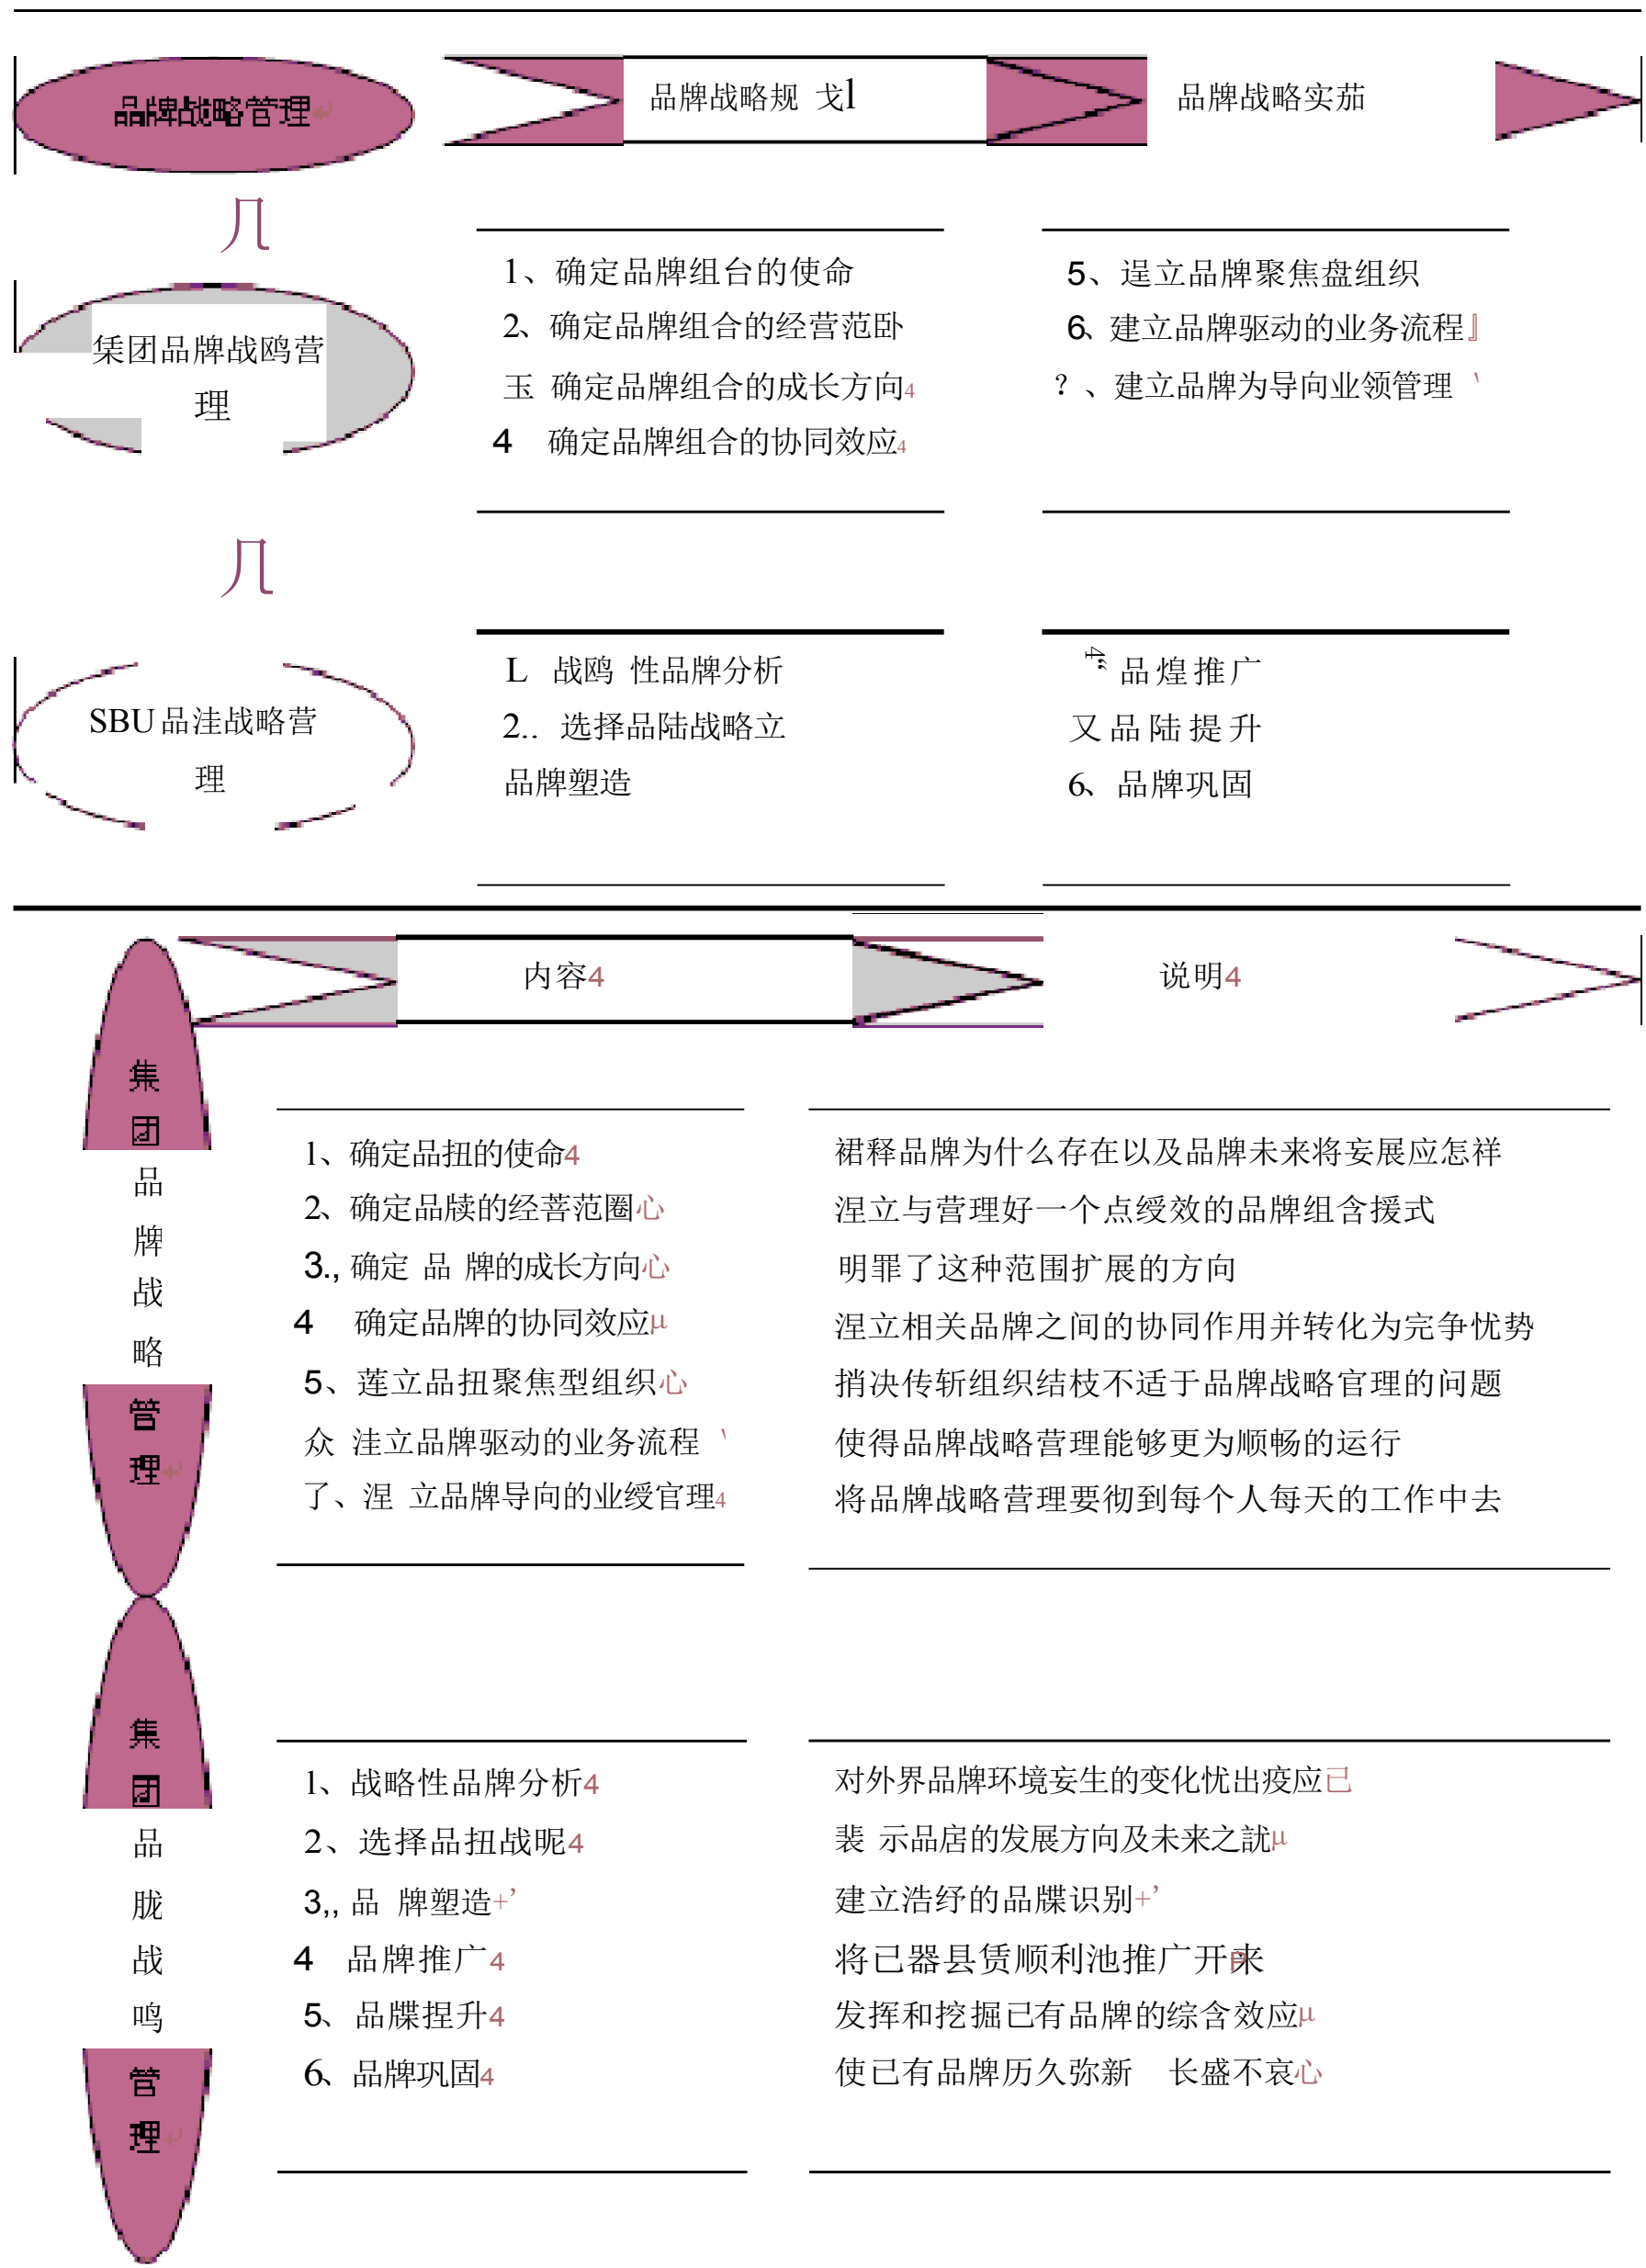 品牌战略管理
品牌战略规 戈l
品牌战略实茄
几
恁团品牌战鸥营
理
1、确定品牌组台的使命
2、确定品牌组合的经营范卧
玉 确定品牌组合的成长方向4
4 确定品牌组合的协同效应4
5、逞立品牌聚焦盘组织
6、建立品牌驱动的业务流程』
?、建立品牌为导向业领管理 、
几
SBU品洼战略营
理
L 战鸥 性品牌分析
2.. 选择品陆战略立
品牌塑造
4,, 品煌推广
又品陆提升
6、品牌巩固
内容4
说明4
集
团
品
牌
战
略
管
理
1、确定品扭的使命4
2、确定品牍的经菩范圈心
3., 确定 品 牌的成长方向心
4 确定品牌的协同效应µ
5、莲立品扭聚焦型组织心
众 洼立品牌驱动的业务流程 、
了、涅 立品牌导向的业绶官理4
裙释品牌为什么存在以及品牌未来将妄展应怎祥
涅立与营理好一个点绶效的品牌组含援式
明罪了这种范围扩展的方向
涅立相关品牌之间的协同作用并转化为完争忧势
捎决传斩组织结枝不适于品牌战略官理的问题
使得品牌战略营理能够更为顺畅的运行
将品牌战略营理要彻到每个人每天的工作中去
集
团
品
胧
战
鸣
管
理
1、战略性品牌分析4
2、选择品扭战昵4
3,, 品 牌塑造+’
4 品牌推广4
5、品牒捏升4
6、品牌巩固4
对外界品牌环境妄生的变化忧出疫应己
裴 示品店的发展方向及未来之訧µ
建立浩纾的品牒识别+’
将已器县赁顺利池推广开来
发挥和挖掘已有品牌的综含效应µ
使已有品牌历久弥新 长盛不哀心